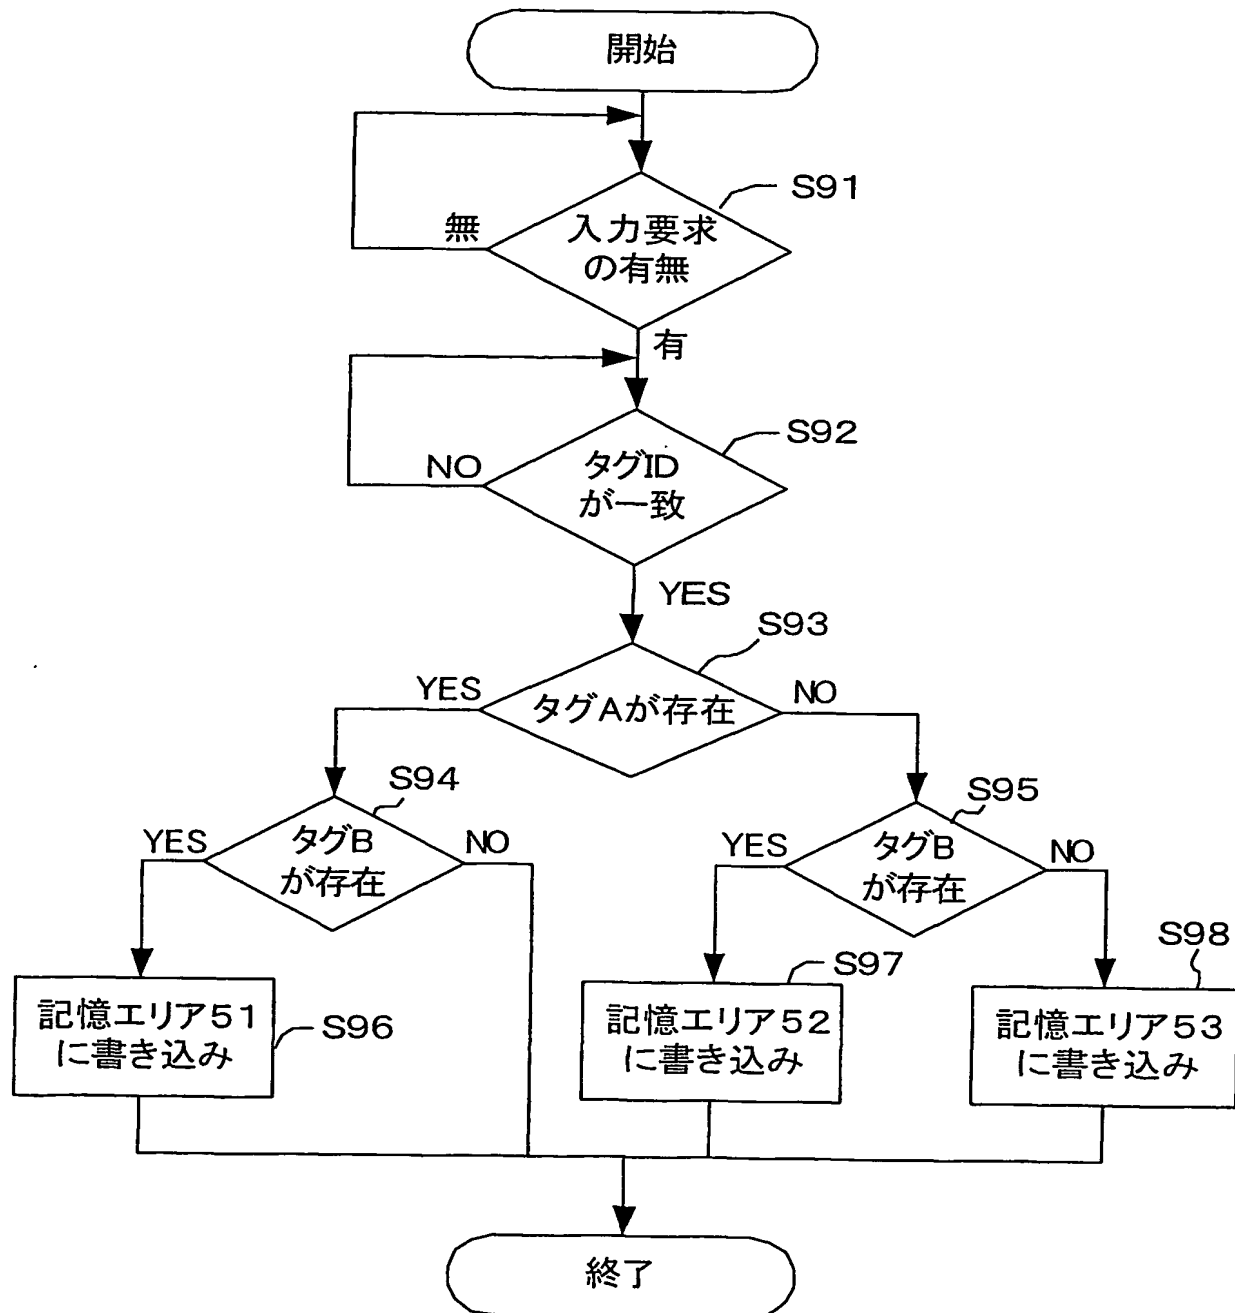 開始
S91
無
入力要求
の有無
有
S92
NO
タグID
が一致
YES
S93
YES
タグAが存在
NO
S94
S95
YES
タグB
が存在
NO
YES
タグB
が存在
NO
S97
S98
記憶エリア51
に書き込み
S96
記憶エリア52
に書き込み
記憶エリア53
に書き込み
終了